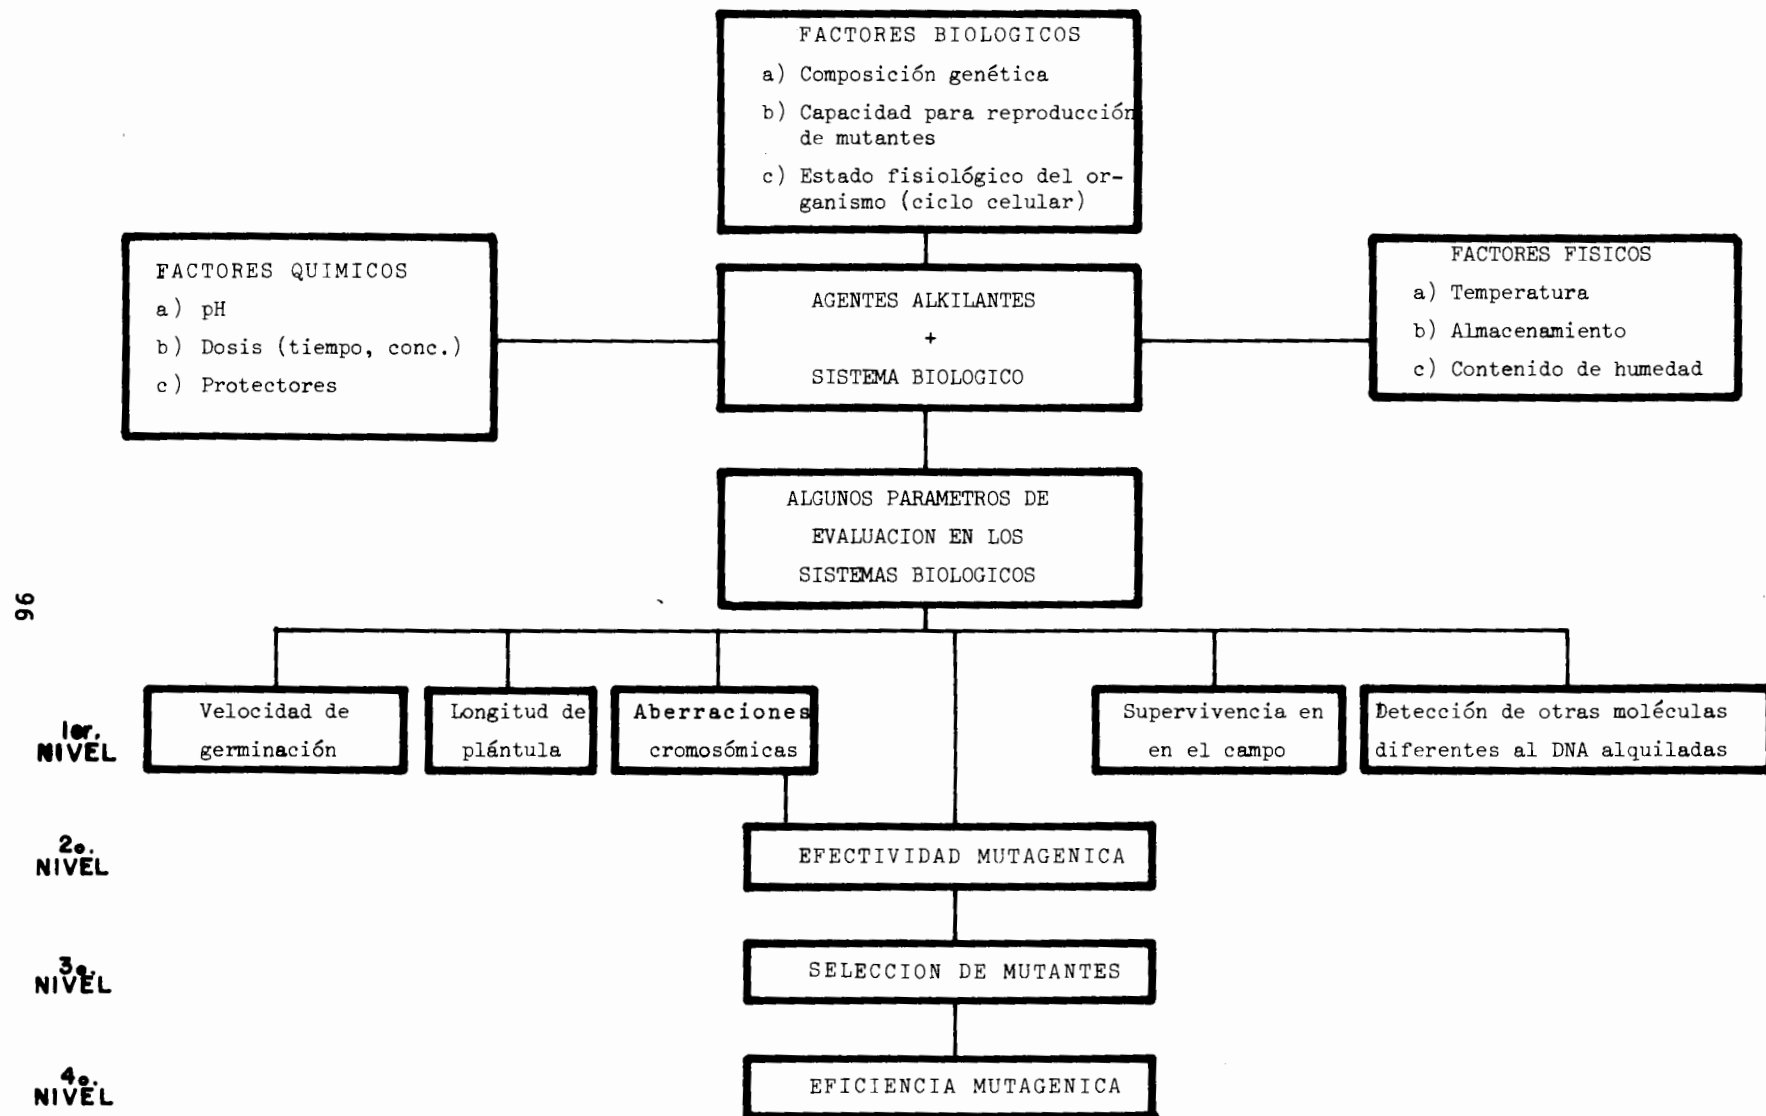 FACTORES BIOLOGICOS
a) Composición genética
b) Capacidad para reproducción
de mutantes
c) Estado fisiológico del or-
ganismo (ciclo celular)
FACTORES QUIMICOS
a) pH
b) Dosis (tiempo, conc.)
c) Protectores
AGENTES ALKILANTES
+
SISTEMA BIOLOGICO
FACTORES FISICOS
a) Temperatura
b) Almacenamiento
c) Contenido de humedad
ALGUNOS PARAMETROS DE
EVALUACION EN LOS
SISTEMAS BIOLOGICOS
96
1er.
NIVEL
Velocidad de
germinación
Longitud de
plántula
Aberraciones
cromosómicas
Supervivencia en
en el campo
Detección de otras moléculas
diferentes al DNA alquiladas
2o.
NIVEL
EFECTIVIDAD MUTAGENICA
3o.
NIVEL
SELECCION DE MUTANTES
4o.
NIVEL
EFICIENCIA MUTAGENICA